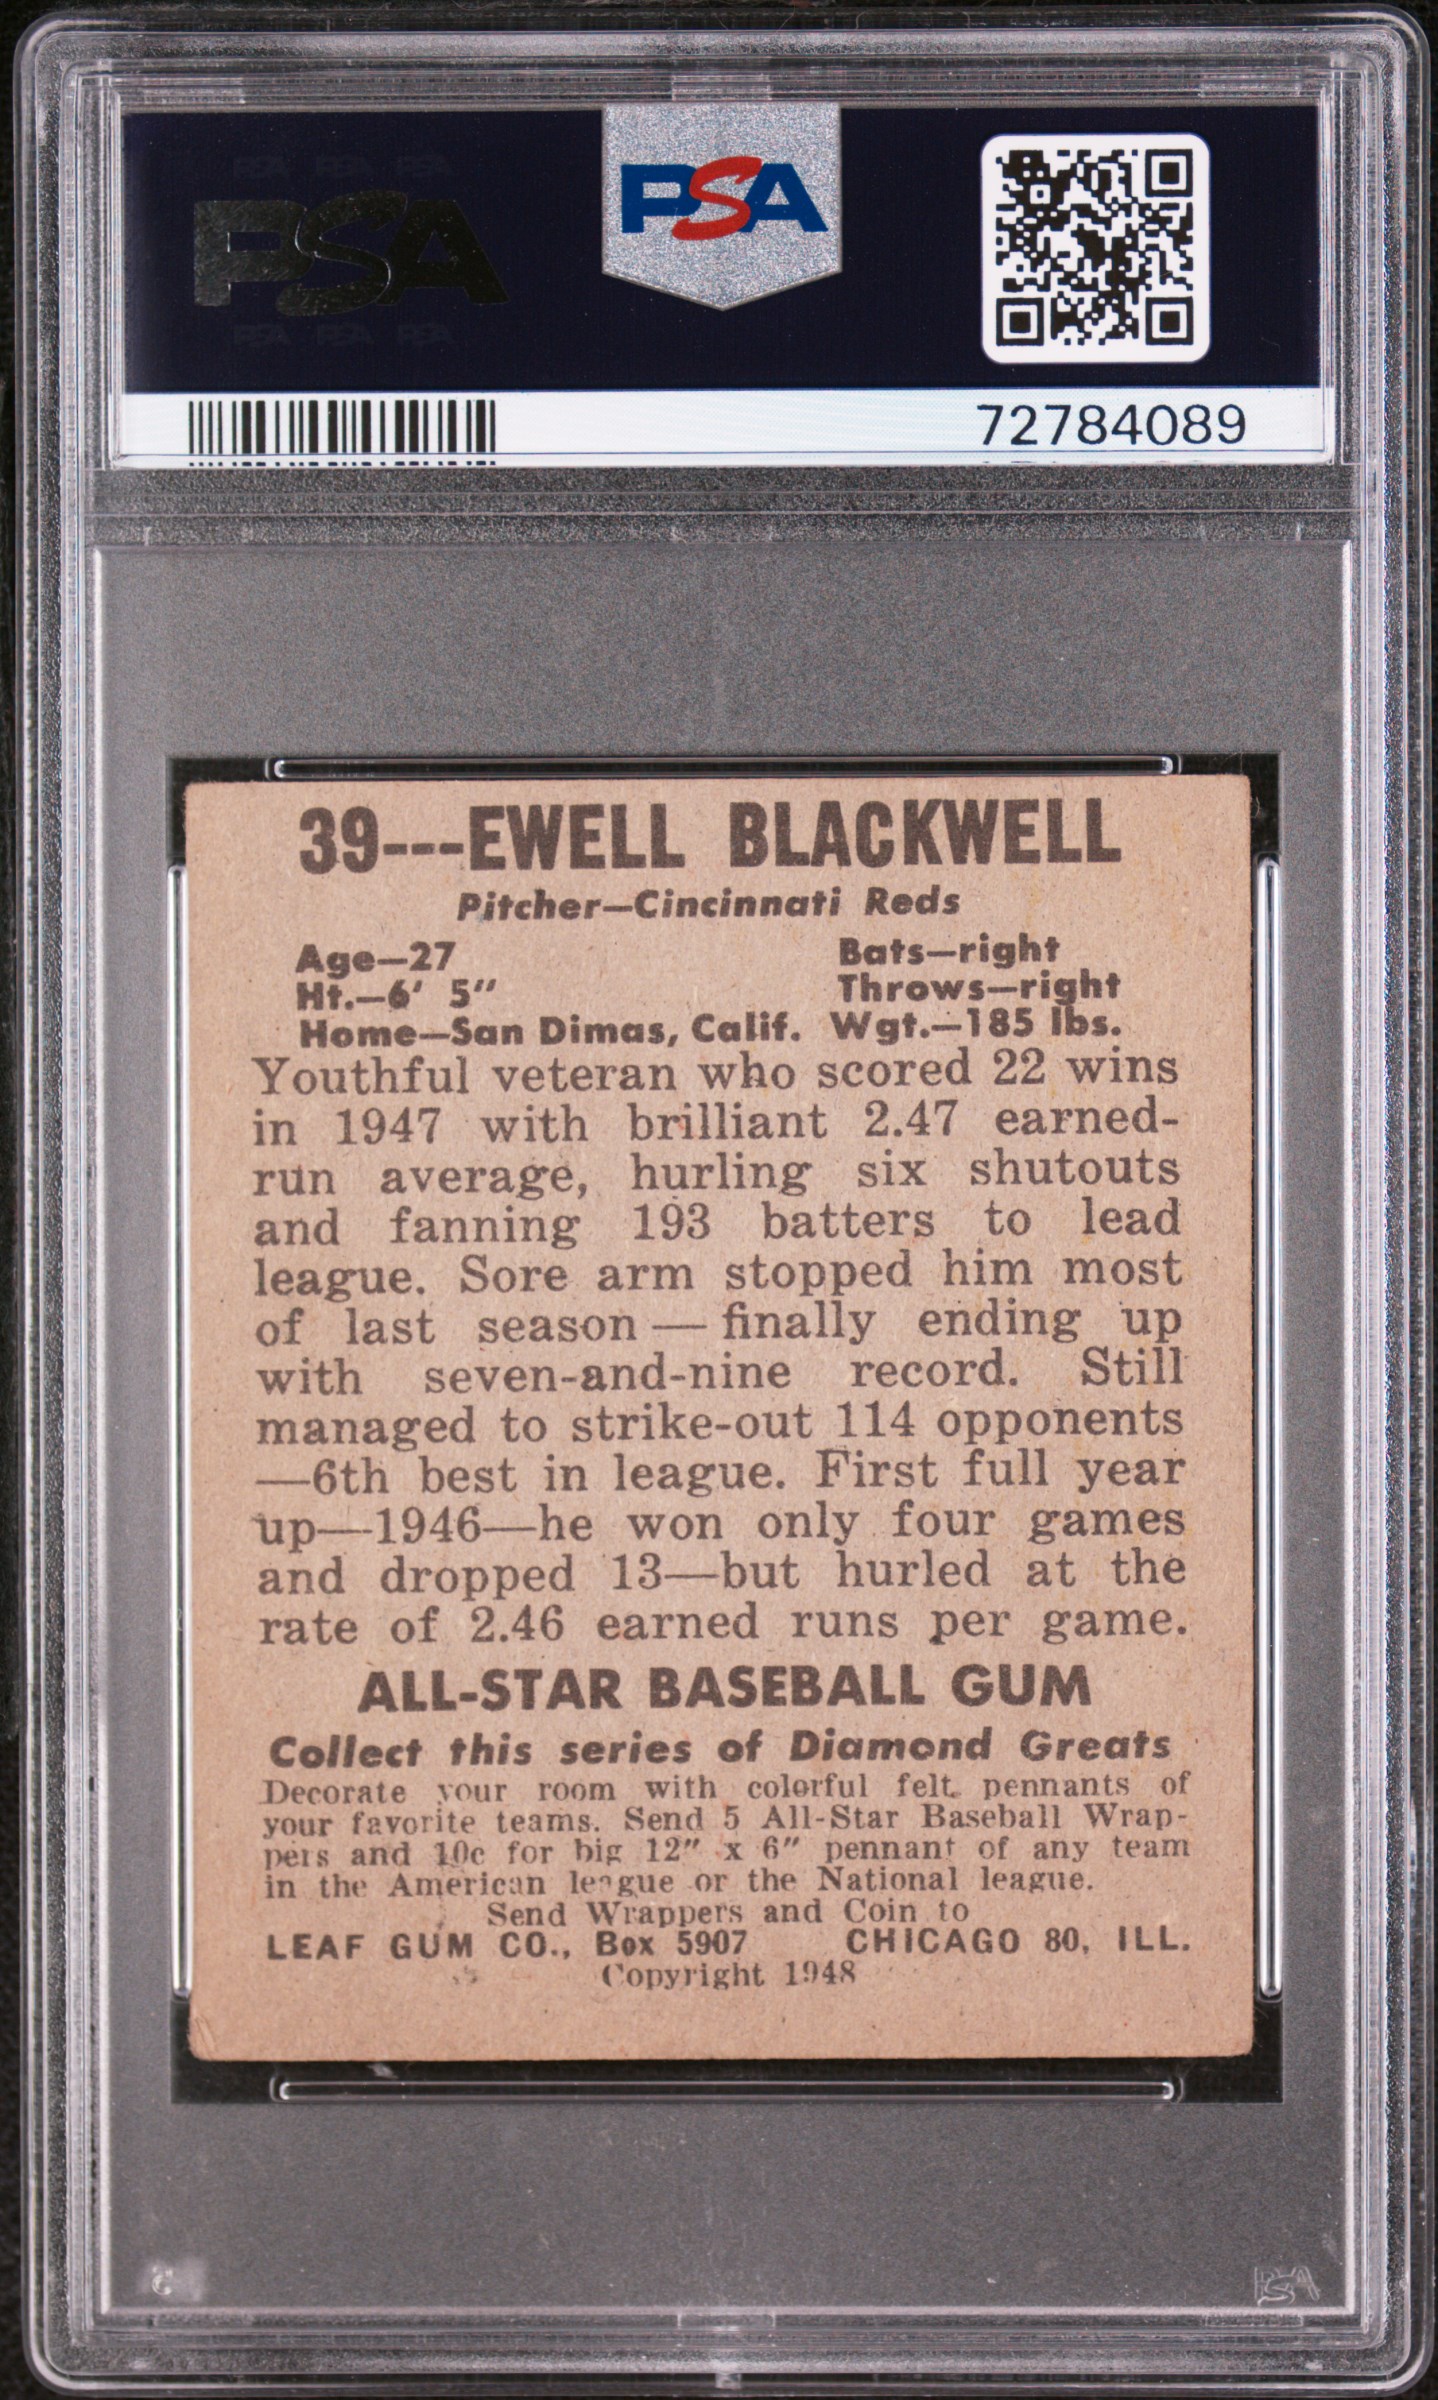 PSA PSA PSA
PSA
PSA
PSA PSA PSA
72784089
39---EWELL BLACKWELL
Pitcher—Cincinnati Reds
Age—27 Bats—right
Ht.—6' 5" Throws—right
Home—San Dimas, Calif. Wgt.—185 lbs.
Youthful veteran who scored 22 wins
in 1947 with brilliant 2.47 earned-
run average, hurling six shutouts
and fanning 193 batters to lead
league. Sore arm stopped him most
of last season — finally ending up
with seven-and-nine record. Still
managed to strike-out 114 opponents
—6th best in league. First full year
up—1946—he won only four games
and dropped 13—but hurled at the
rate of 2.46 earned runs per game.
ALL-STAR BASEBALL GUM
Collect this series of Diamond Greats
Decorate your room with colorful felt pennants of
your favorite teams. Send 5 All-Star Baseball Wrap-
pers and 10c for big 12" x 6" pennant of any team
in the American league or the National league.
Send Wrappers and Coin to
LEAF GUM CO., Box 5907 CHICAGO 80, ILL.
Copyright 1948
PSA